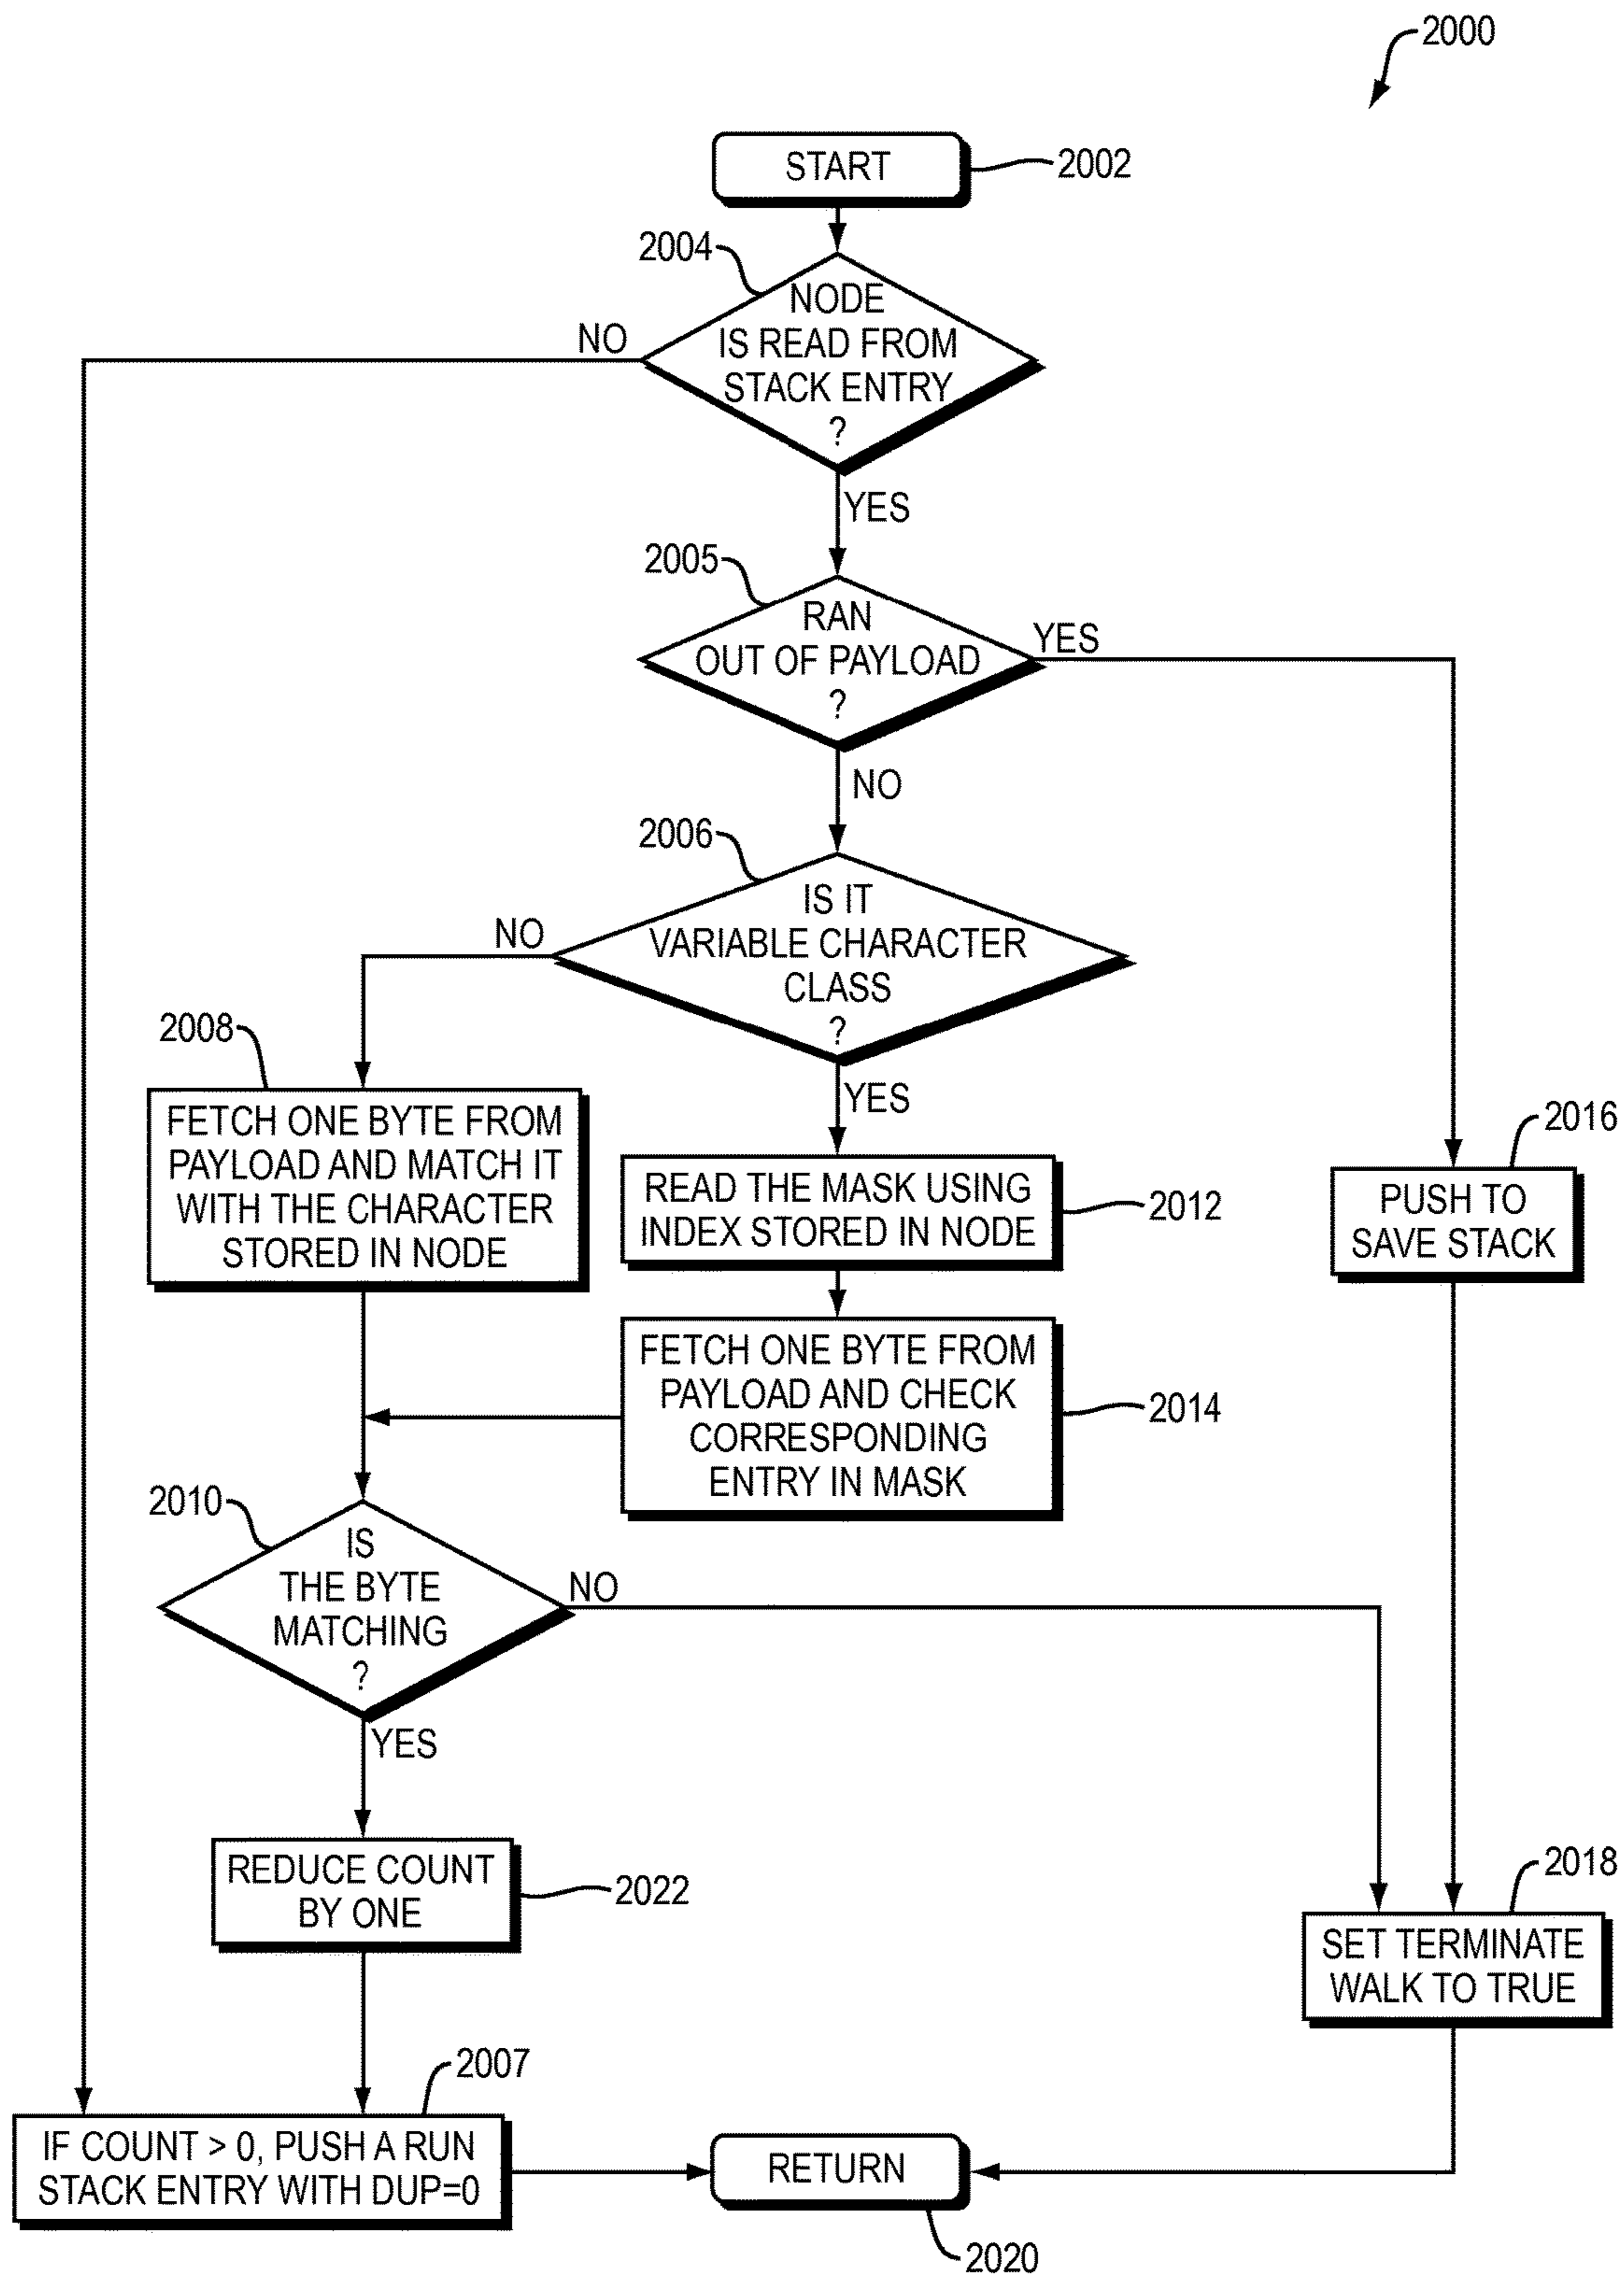 2000
START
2002
2004
NODE
IS READ FROM
STACK ENTRY
?
NO
YES
2005
RAN
OUT OF PAYLOAD
?
YES
NO
2006
IS IT
VARIABLE CHARACTER
CLASS
?
NO
YES
2008
FETCH ONE BYTE FROM
PAYLOAD AND MATCH IT
WITH THE CHARACTER
STORED IN NODE
READ THE MASK USING
INDEX STORED IN NODE
2012
2016
PUSH TO
SAVE STACK
FETCH ONE BYTE FROM
PAYLOAD AND CHECK
CORRESPONDING
ENTRY IN MASK
2014
2010
IS
THE BYTE
MATCHING
?
NO
YES
REDUCE COUNT
BY ONE
2022
2018
SET TERMINATE
WALK TO TRUE
2007
IF COUNT > 0, PUSH A RUN
STACK ENTRY WITH DUP=0
RETURN
2020